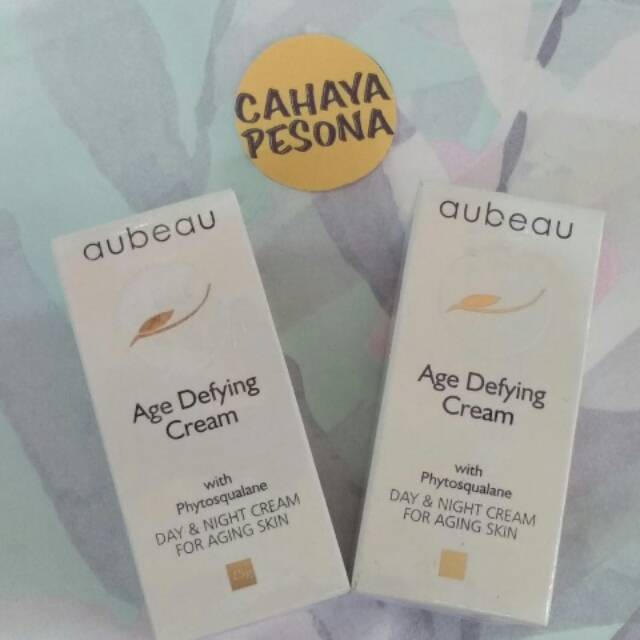 CAHAYA
PESONA
aubeau
Age Defying
Cream
with
Phytosqualane
DAY & NIGHT CREAM
FOR AGING SKIN
aubeau
Age Defying
Cream
with
Phytosqualane
DAY & NIGHT CREAM
FOR AGING SKIN